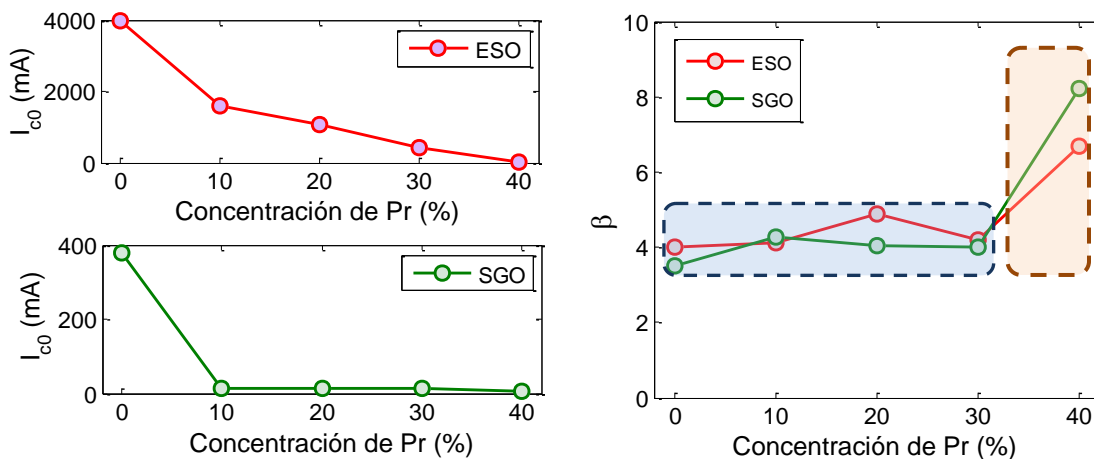 4000
2000
0
I_c0 (mA)
ESO
0 10 20 30 40
Concentración de Pr (%)
400
200
0
I_c0 (mA)
SGO
0 10 20 30 40
Concentración de Pr (%)
10
8
6
4
2
0
β
ESO
SGO
0 10 20 30 40
Concentración de Pr (%)